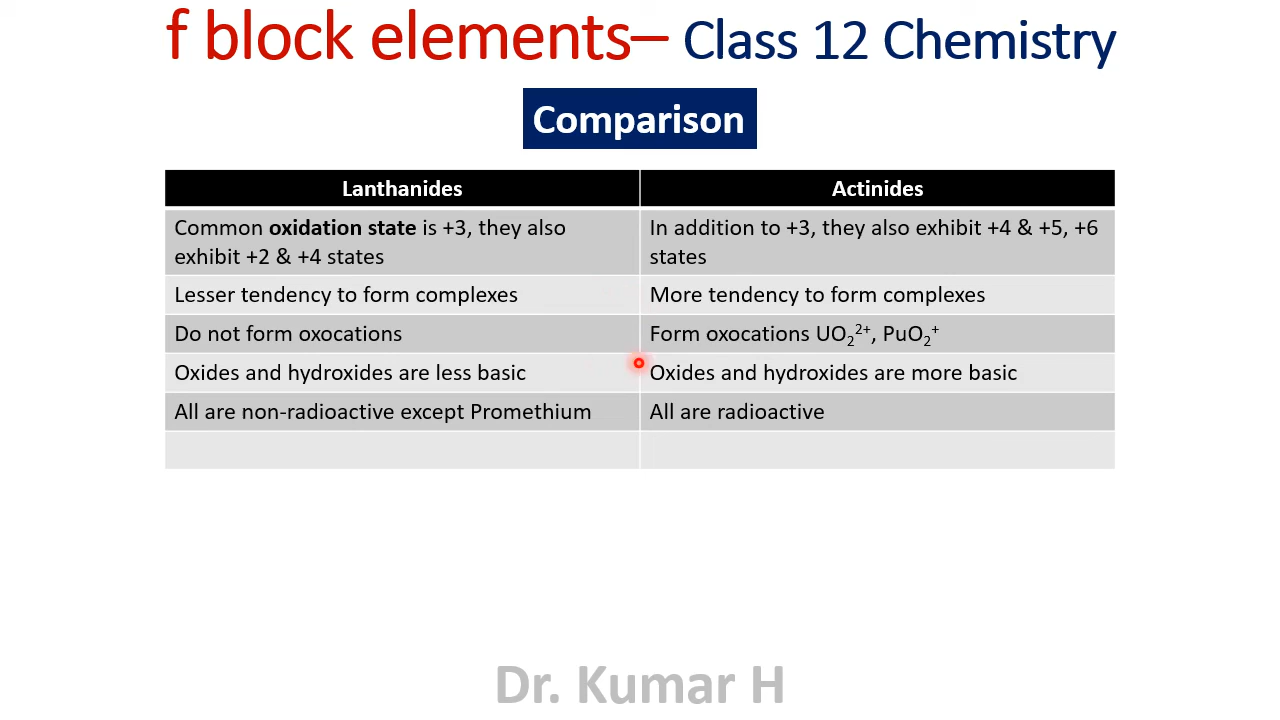 f block elements– Class 12 Chemistry
Comparison
Lanthanides
Actinides
Common oxidation state is +3, they also
exhibit +2 & +4 states
In addition to +3, they also exhibit +4 & +5, +6
states
Lesser tendency to form complexes
More tendency to form complexes
Do not form oxocations
Form oxocations UO₂²⁺, PuO₂⁺
Oxides and hydroxides are less basic
Oxides and hydroxides are more basic
All are non-radioactive except Promethium
All are radioactive
Dr. Kumar H